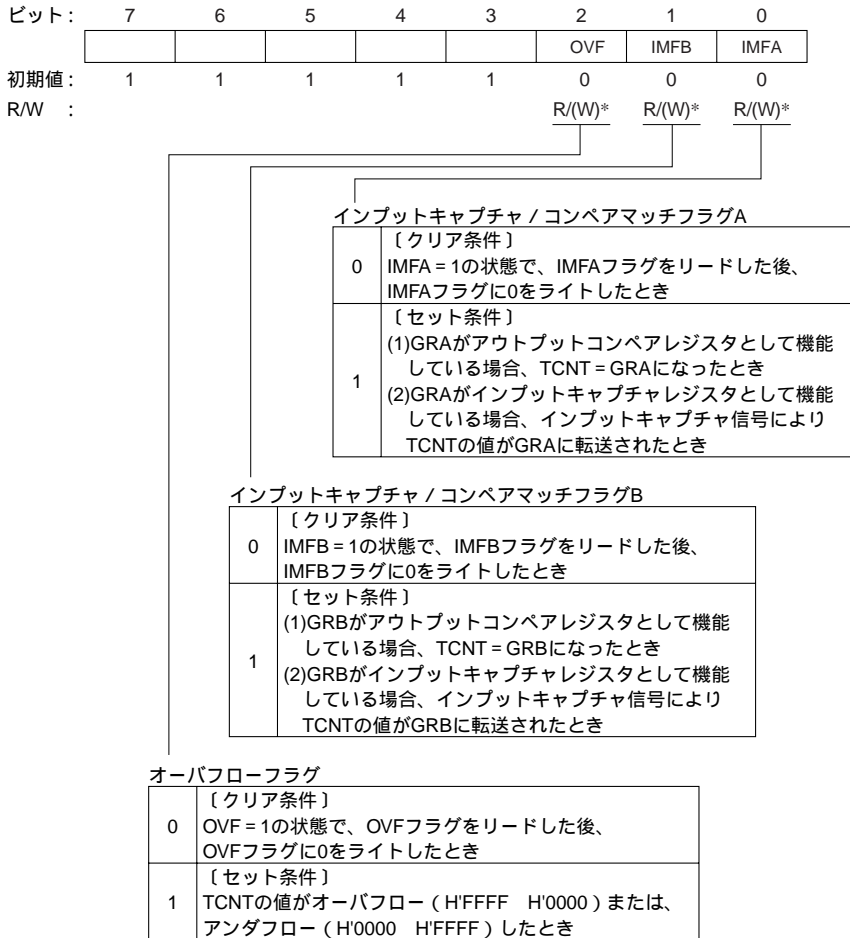 ビット: 7 6 5 4 3 2 1 0
OVF IMFB IMFA
初期値: 1 1 1 1 1 0 0 0
R/W : R/(W)* R/(W)* R/(W)*
インプットキャプチャ / コンペアマッチフラグA
〔クリア条件〕
0 IMFA = 1の状態で、IMFAフラグをリードした後、
IMFAフラグに0をライトしたとき
〔セット条件〕
(1)GRAがアウトプットコンペアレジスタとして機能
している場合、TCNT = GRAになったとき
1
(2)GRAがインプットキャプチャレジスタとして機能
している場合、インプットキャプチャ信号により
TCNTの値がGRAに転送されたとき
インプットキャプチャ / コンペアマッチフラグB
〔クリア条件〕
0 IMFB = 1の状態で、IMFBフラグをリードした後、
IMFBフラグに0をライトしたとき
〔セット条件〕
(1)GRBがアウトプットコンペアレジスタとして機能
している場合、TCNT = GRBになったとき
1
(2)GRBがインプットキャプチャレジスタとして機能
している場合、インプットキャプチャ信号により
TCNTの値がGRBに転送されたとき
オーバフローフラグ
〔クリア条件〕
0 OVF = 1の状態で、OVFフラグをリードした後、
OVFフラグに0をライトしたとき
〔セット条件〕
1 TCNTの値がオーバフロー ( H'FFFF H'0000 ) または、
アンダフロー ( H'0000 H'FFFF ) したとき